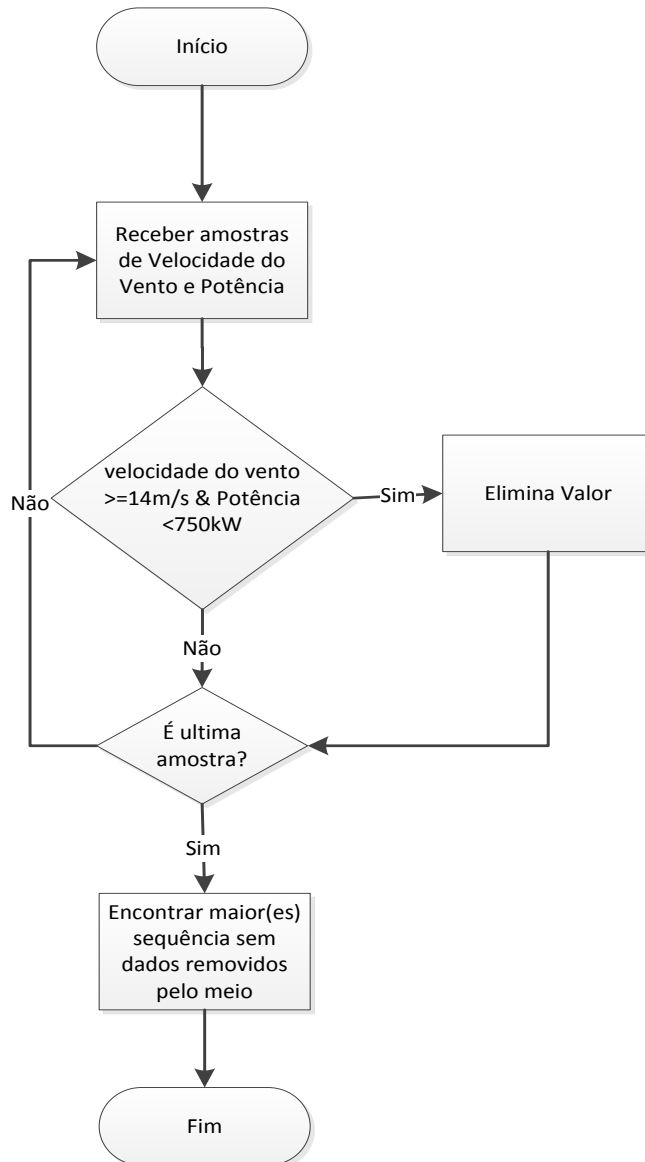 Início
Receber amostras
de Velocidade do
Vento e Potência
velocidade do vento
>=14m/s & Potência
<750kW
Sim
Elimina Valor
Não
Não
É ultima
amostra?
Sim
Encontrar maior(es)
sequência sem
dados removidos
pelo meio
Fim